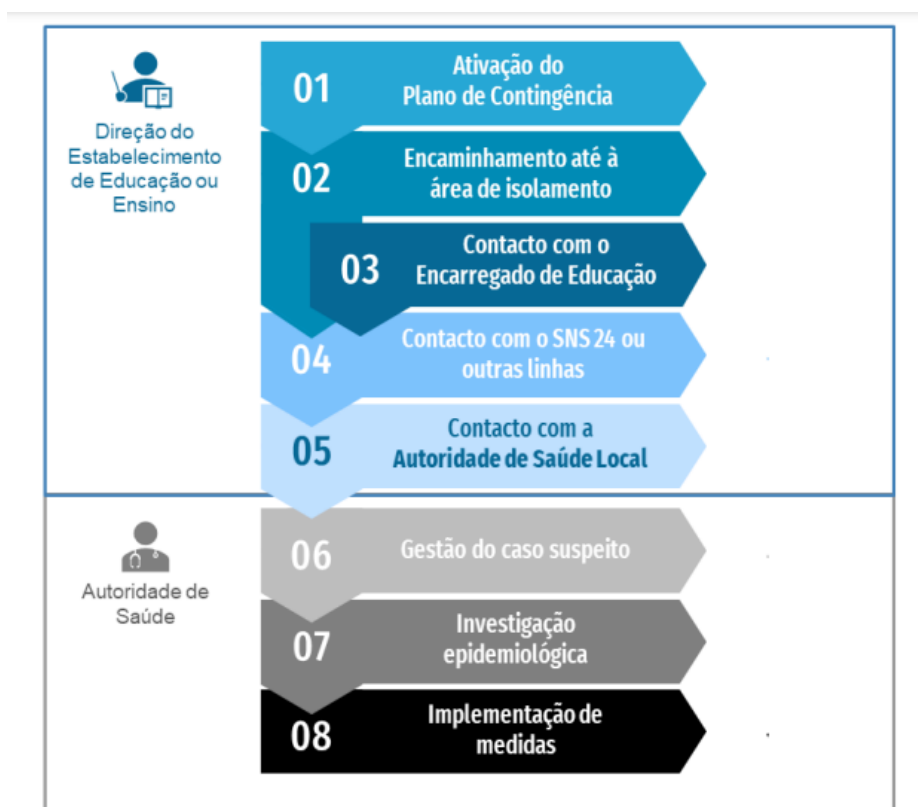 Direção do
Estabelecimento
de Educação ou
Ensino
01
Ativação do
Plano de Contingência
02
Encaminhamento até à
área de isolamento
03
Contacto com o
Encarregado de Educação
04
Contacto com o SNS 24 ou
outras linhas
05
Contacto com a
Autoridade de Saúde Local
Autoridade de
Saúde
06
Gestão do caso suspeito
07
Investigação
epidemiológica
08
Implementação de
medidas